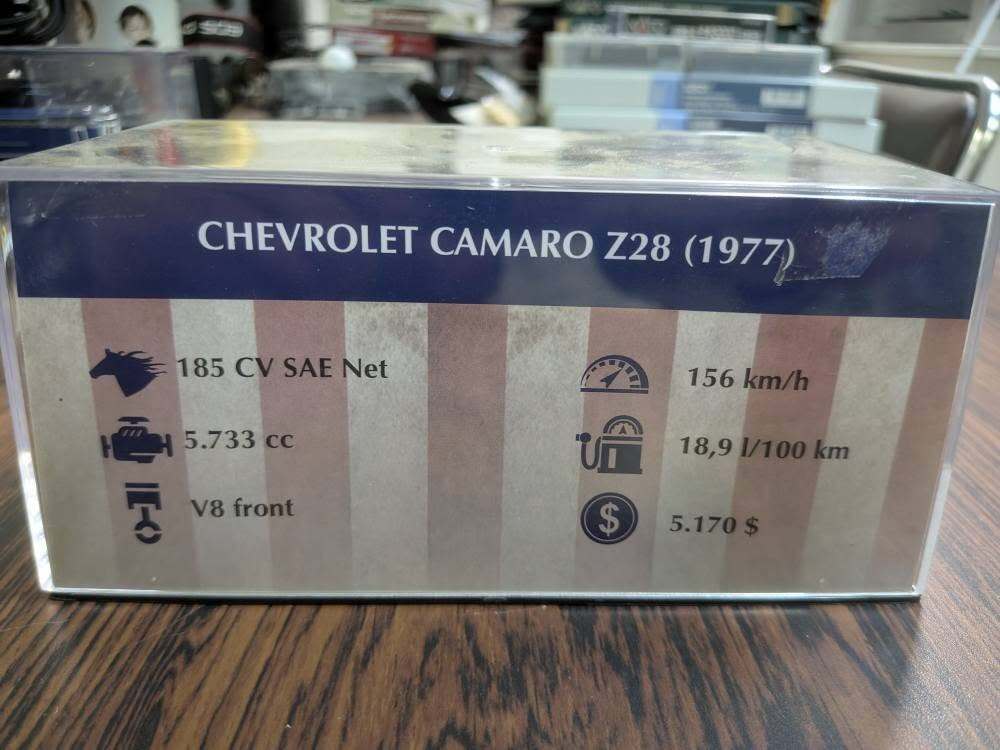 CHEVROLET CAMARO Z28 (1977)
185 CV SAE Net
5.733 cc
V8 front
156 km/h
18,9 l/100 km
$
5.170 $